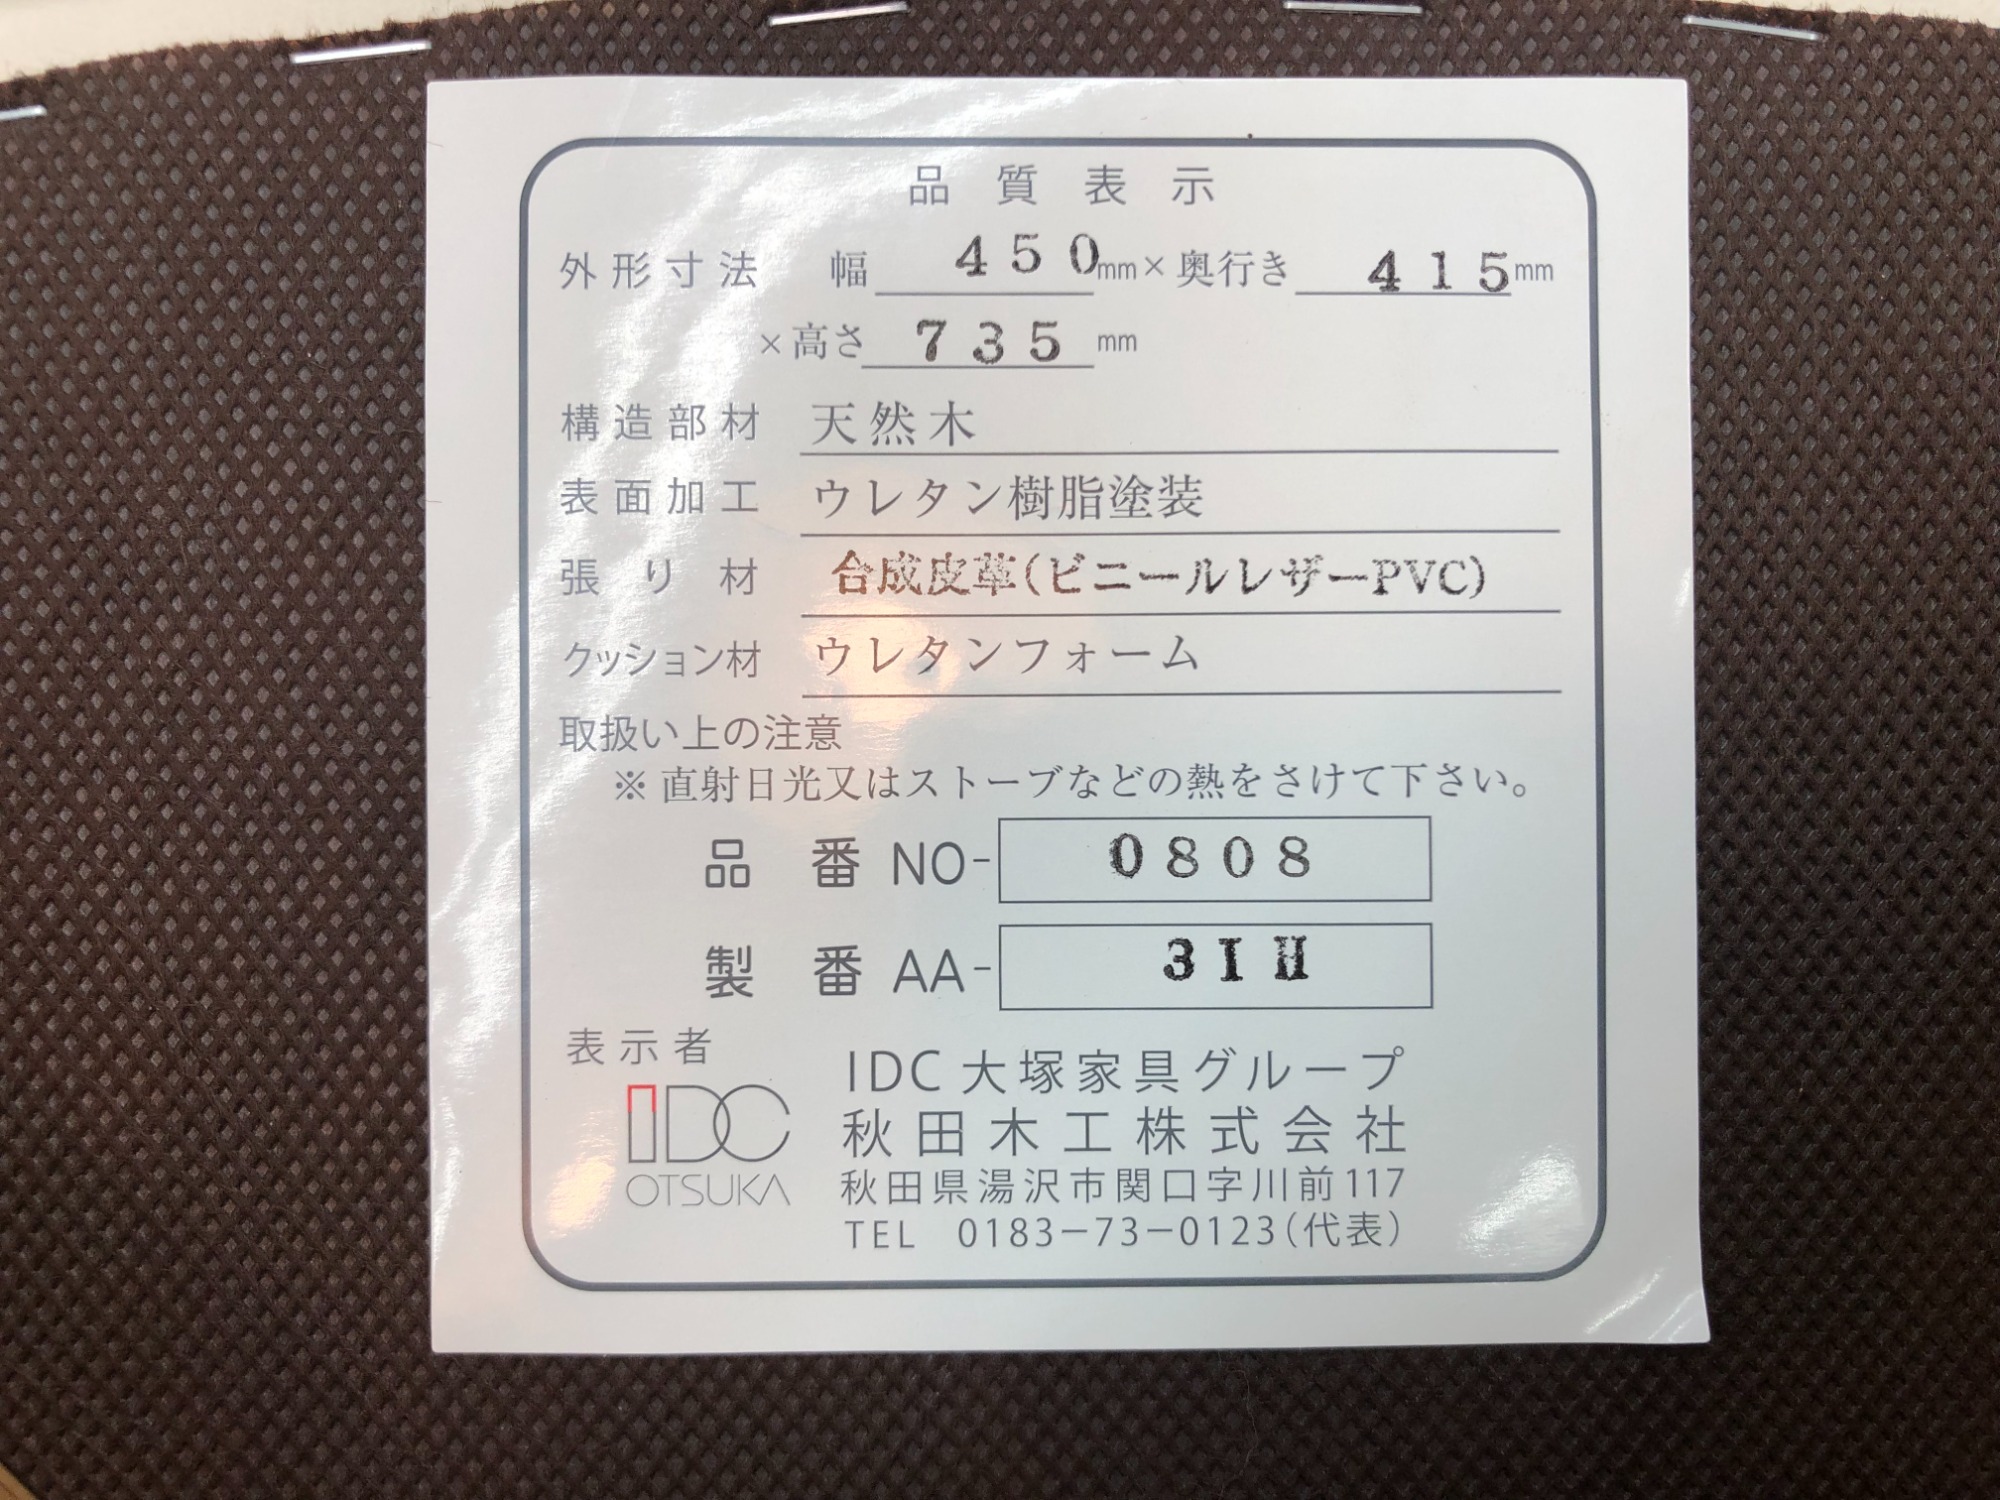 品質表示
外形寸法 幅 450mm×奥行き 415mm
×高さ 735 mm
構造部材 天然木
表面加工 ウレタン樹脂塗装
張り材 合成皮革(ビニールレザーPVC)
クッション材 ウレタンフォーム
取扱い上の注意
※直射日光又はストーブなどの熱をさけて下さい。
品番 NO- 0808
製番 AA- 3IH
表示者
IDC
OTSUKA
IDC 大塚家具グループ
秋田木工株式会社
秋田県湯沢市関口字川前117
TEL 0183−73−0123(代表)